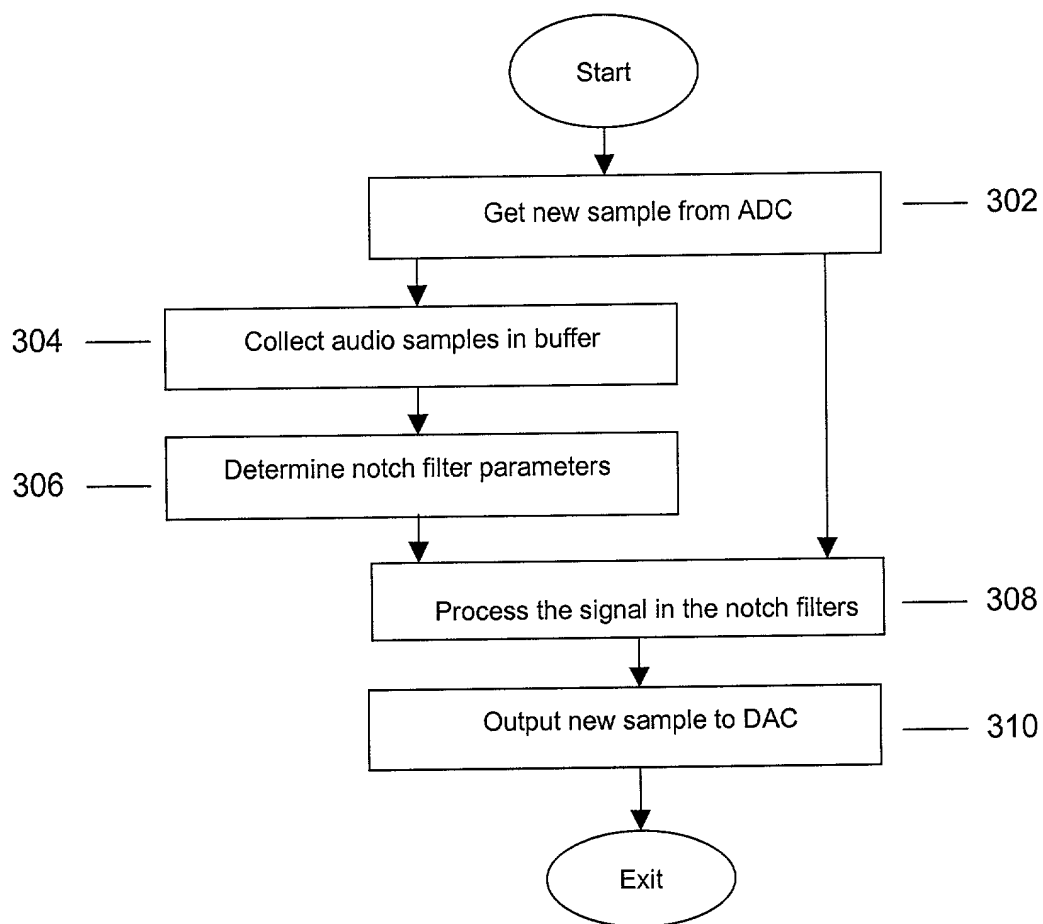 Start
Get new sample from ADC
302
304
Collect audio samples in buffer
306
Determine notch filter parameters
Process the signal in the notch filters
308
Output new sample to DAC
310
Exit